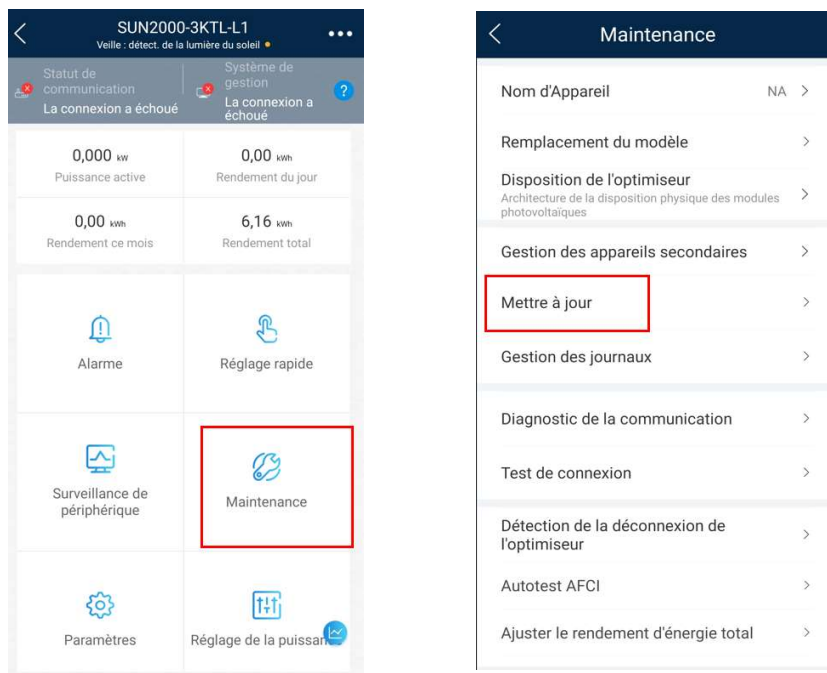 SUN2000-3KTL-L1
Veille : détect. de la lumière du soleil
Statut de
communication
La connexion a échoué
Système de
gestion
La connexion a
échoué
?
0,000 kW
Puissance active
0,00 kWh
Rendement du jour
0,00 kWh
Rendement ce mois
6,16 kWh
Rendement total
Alarme
Réglage rapide
Surveillance de
périphérique
Maintenance
Paramètres
Réglage de la puissan
Maintenance
Nom d'Appareil NA
Remplacement du modèle
Disposition de l'optimiseur
Architecture de la disposition physique des modules
photovoltaïques
Gestion des appareils secondaires
Mettre à jour
Gestion des journaux
Diagnostic de la communication
Test de connexion
Détection de la déconnexion de
l'optimiseur
Autotest AFCI
Ajuster le rendement d'énergie total